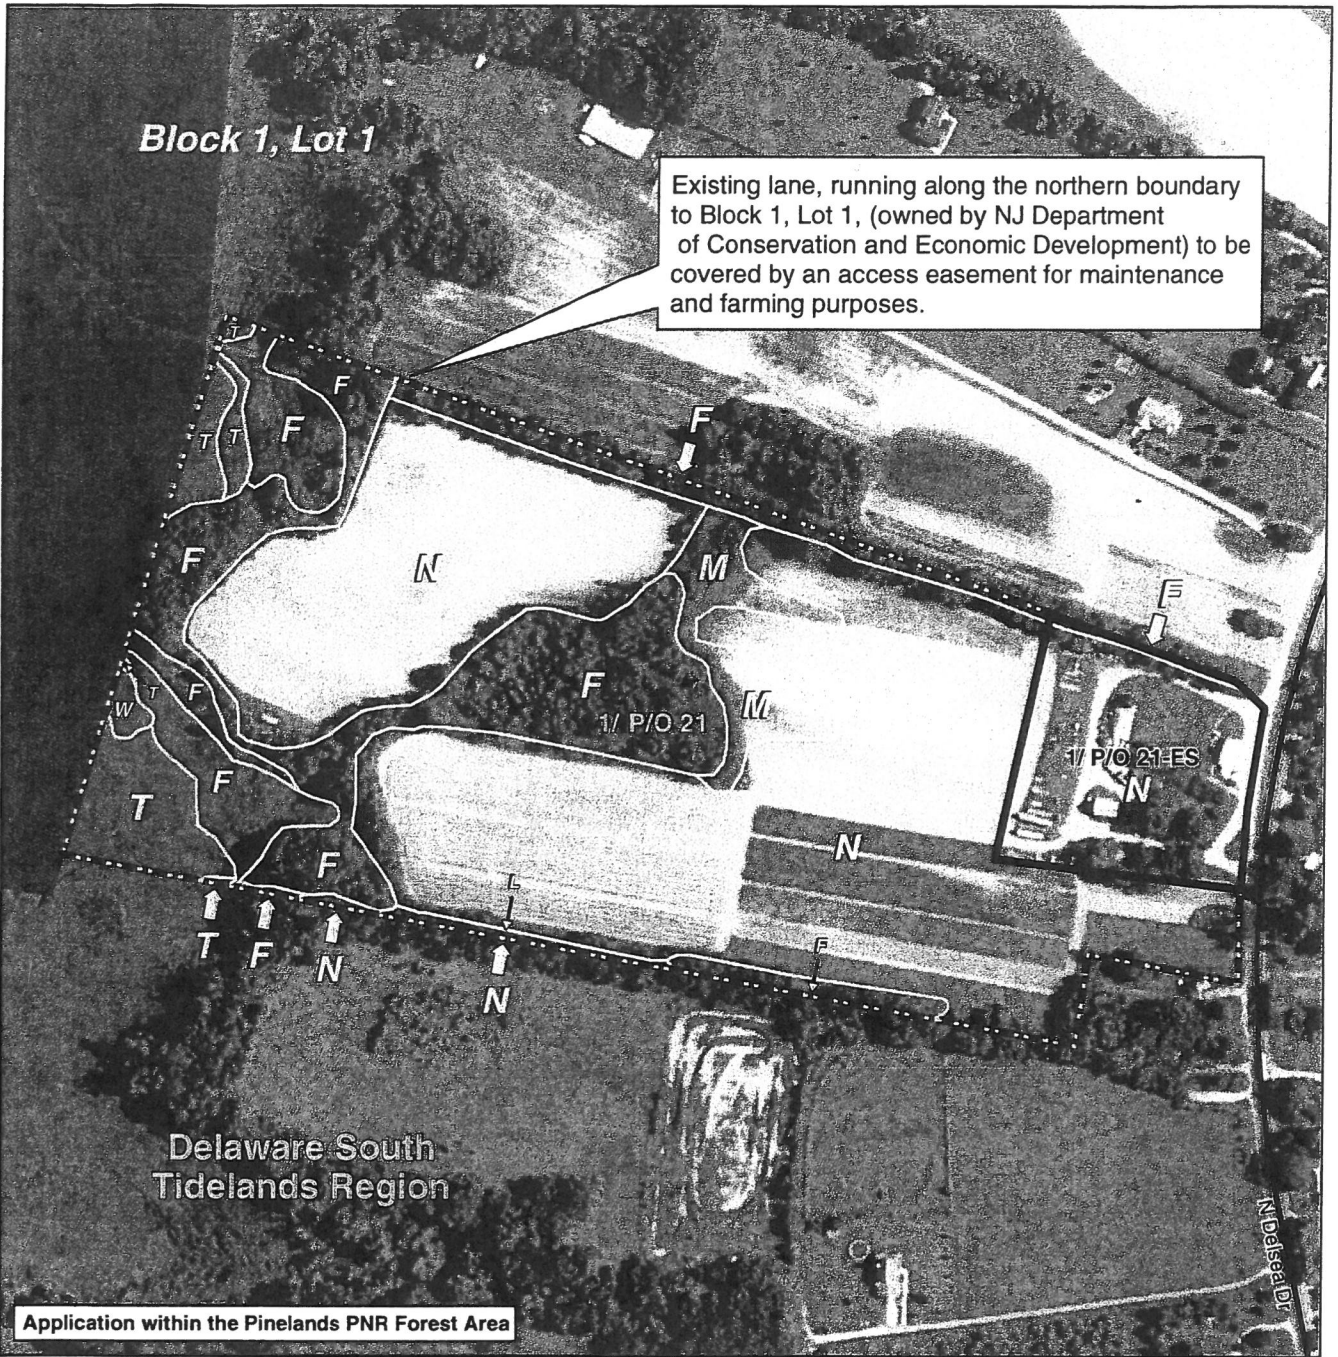 Block 1, Lot 1
Existing lane, running along the northern boundary
to Block 1, Lot 1, (owned by NJ Department
of Conservation and Economic Development) to be
covered by an access easement for maintenance
and farming purposes.
T
F
F
F
T
T
F
N
M
F
F
M
1/ P/O 21
T
F
W
1/ P/O 21-ES
N
F
T
N
F
L
F
T
F
N
N
Delaware South
Tidelands Region
N Delsea Dr
Application within the Pinelands PNR Forest Area